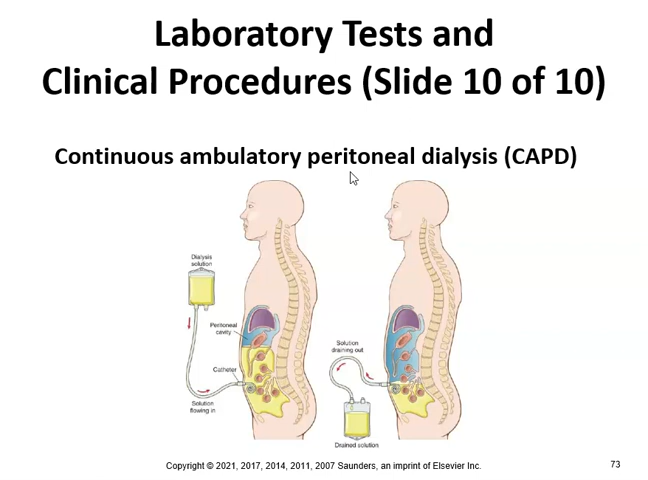 Laboratory Tests and
Clinical Procedures (Slide 10 of 10)
Continuous ambulatory peritoneal dialysis (CAPD)
Dialysis
solution
Peritoneal
cavity
Catheter
Solution
flowing in
Solution
draining out
Drained solution
Copyright © 2021, 2017, 2014, 2011, 2007 Saunders, an imprint of Elsevier Inc.
73